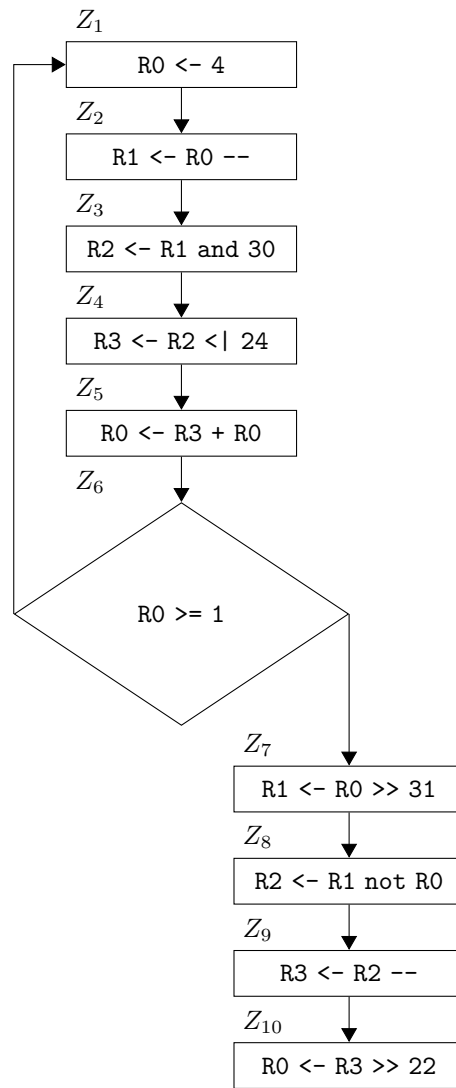 Z1
R0 <- 4
Z2
R1 <- R0 --
Z3
R2 <- R1 and 30
Z4
R3 <- R2 <| 24
Z5
R0 <- R3 + R0
Z6
R0 >= 1
Z7
R1 <- R0 >> 31
Z8
R2 <- R1 not R0
Z9
R3 <- R2 --
Z10
R0 <- R3 >> 22